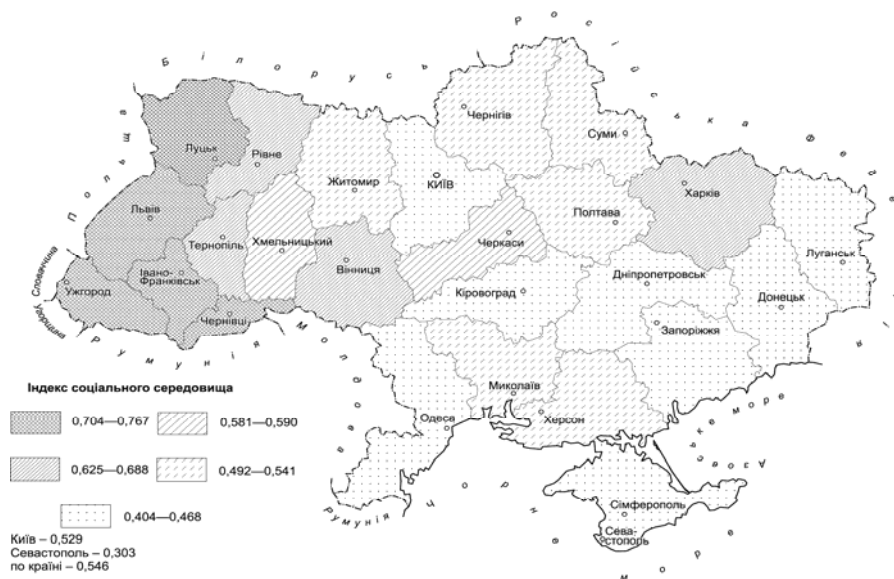 Білорусь
Російська Федерація
Польща
Словаччина
Угорщина
Румунія
Молдова
Румунія
Чорне море
Азовське море
Луцьк
Рівне
Житомир
КИЇВ
Чернігів
Суми
Львів
Тернопіль
Хмельницький
Вінниця
Черкаси
Полтава
Харків
Луганськ
Ужгород
Івано-
Франківськ
Чернівці
Кіровоград
Дніпропетровськ
Донецьк
Запоріжжя
Миколаїв
Одеса
Херсон
Сімферополь
Сева-
стополь
Індекс соціального середовища
0,704—0,767
0,581—0,590
0,625—0,688
0,492—0,541
0,404—0,468
Київ – 0,529
Севастополь – 0,303
по країні – 0,546